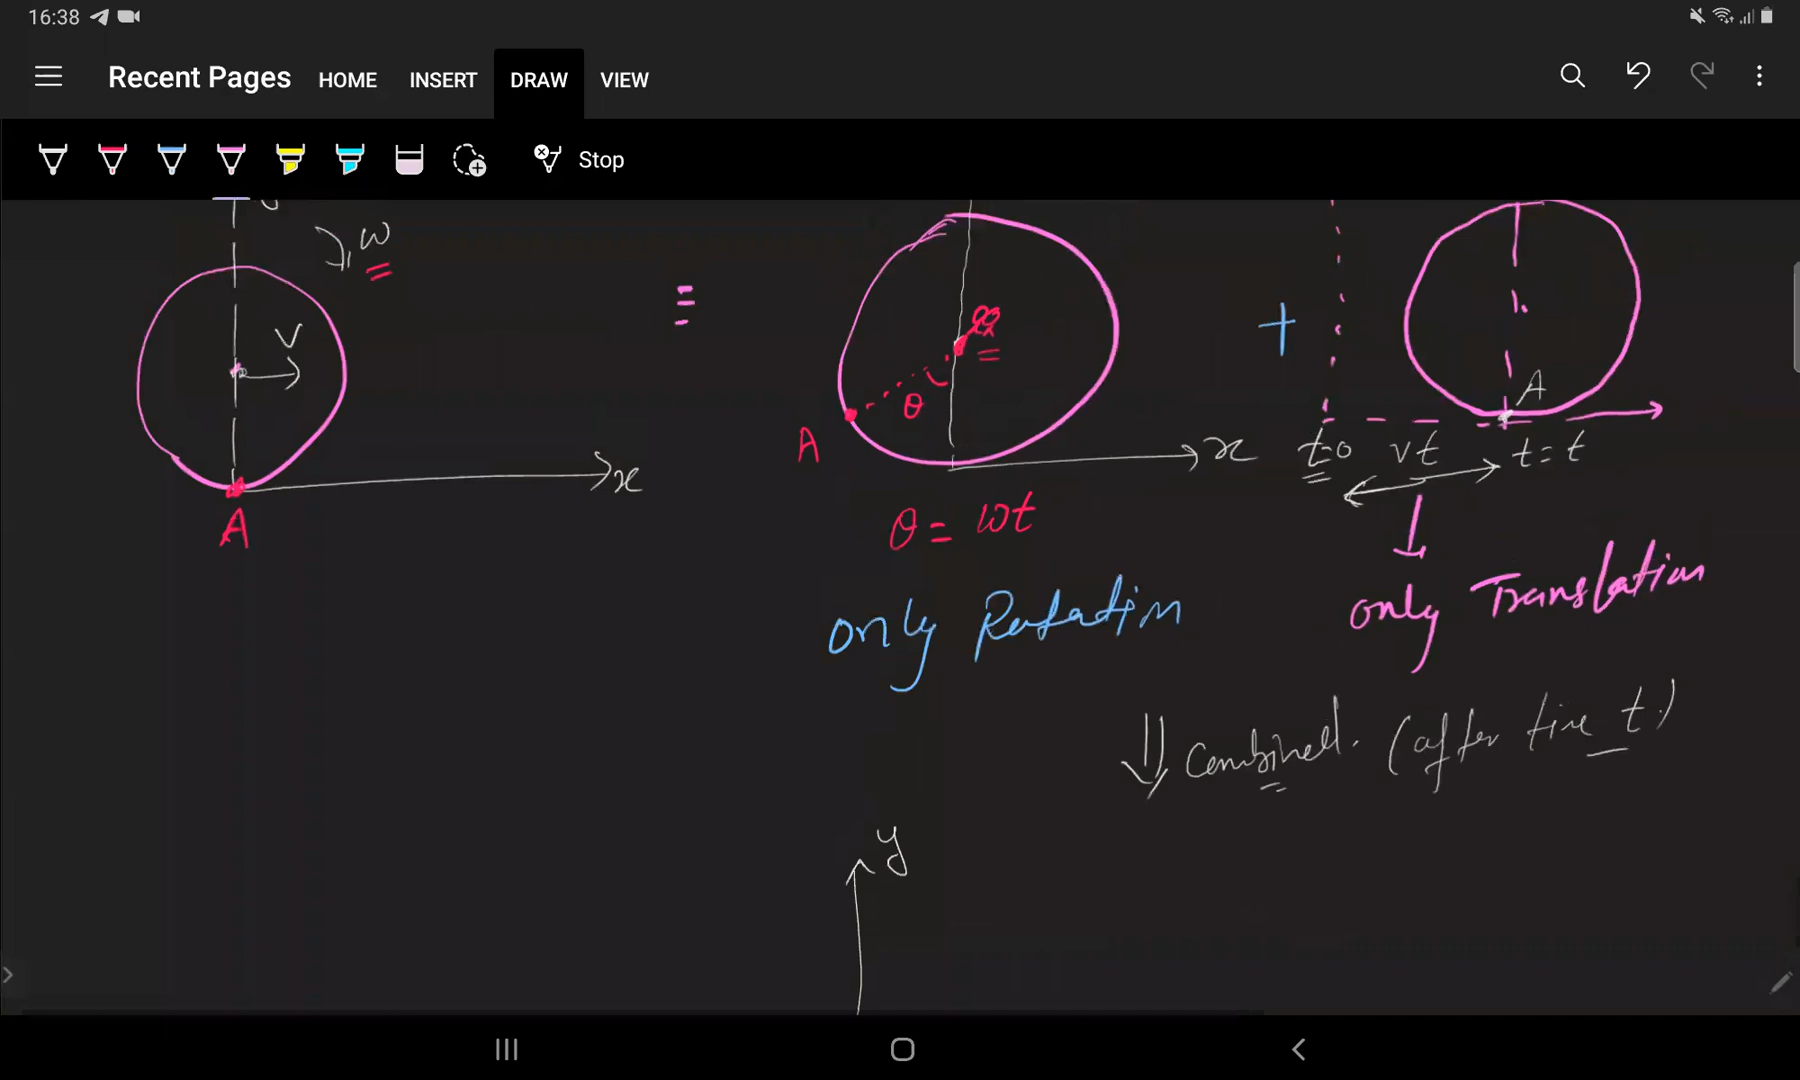 16:38
Recent Pages HOME INSERT DRAW VIEW
Stop
ω
v
x
A
≡
θ
A
x
θ = ωt
only Rotation
+
A
t=0 vt t=t
only Translation
⇓ Combined. (after time t.)
y